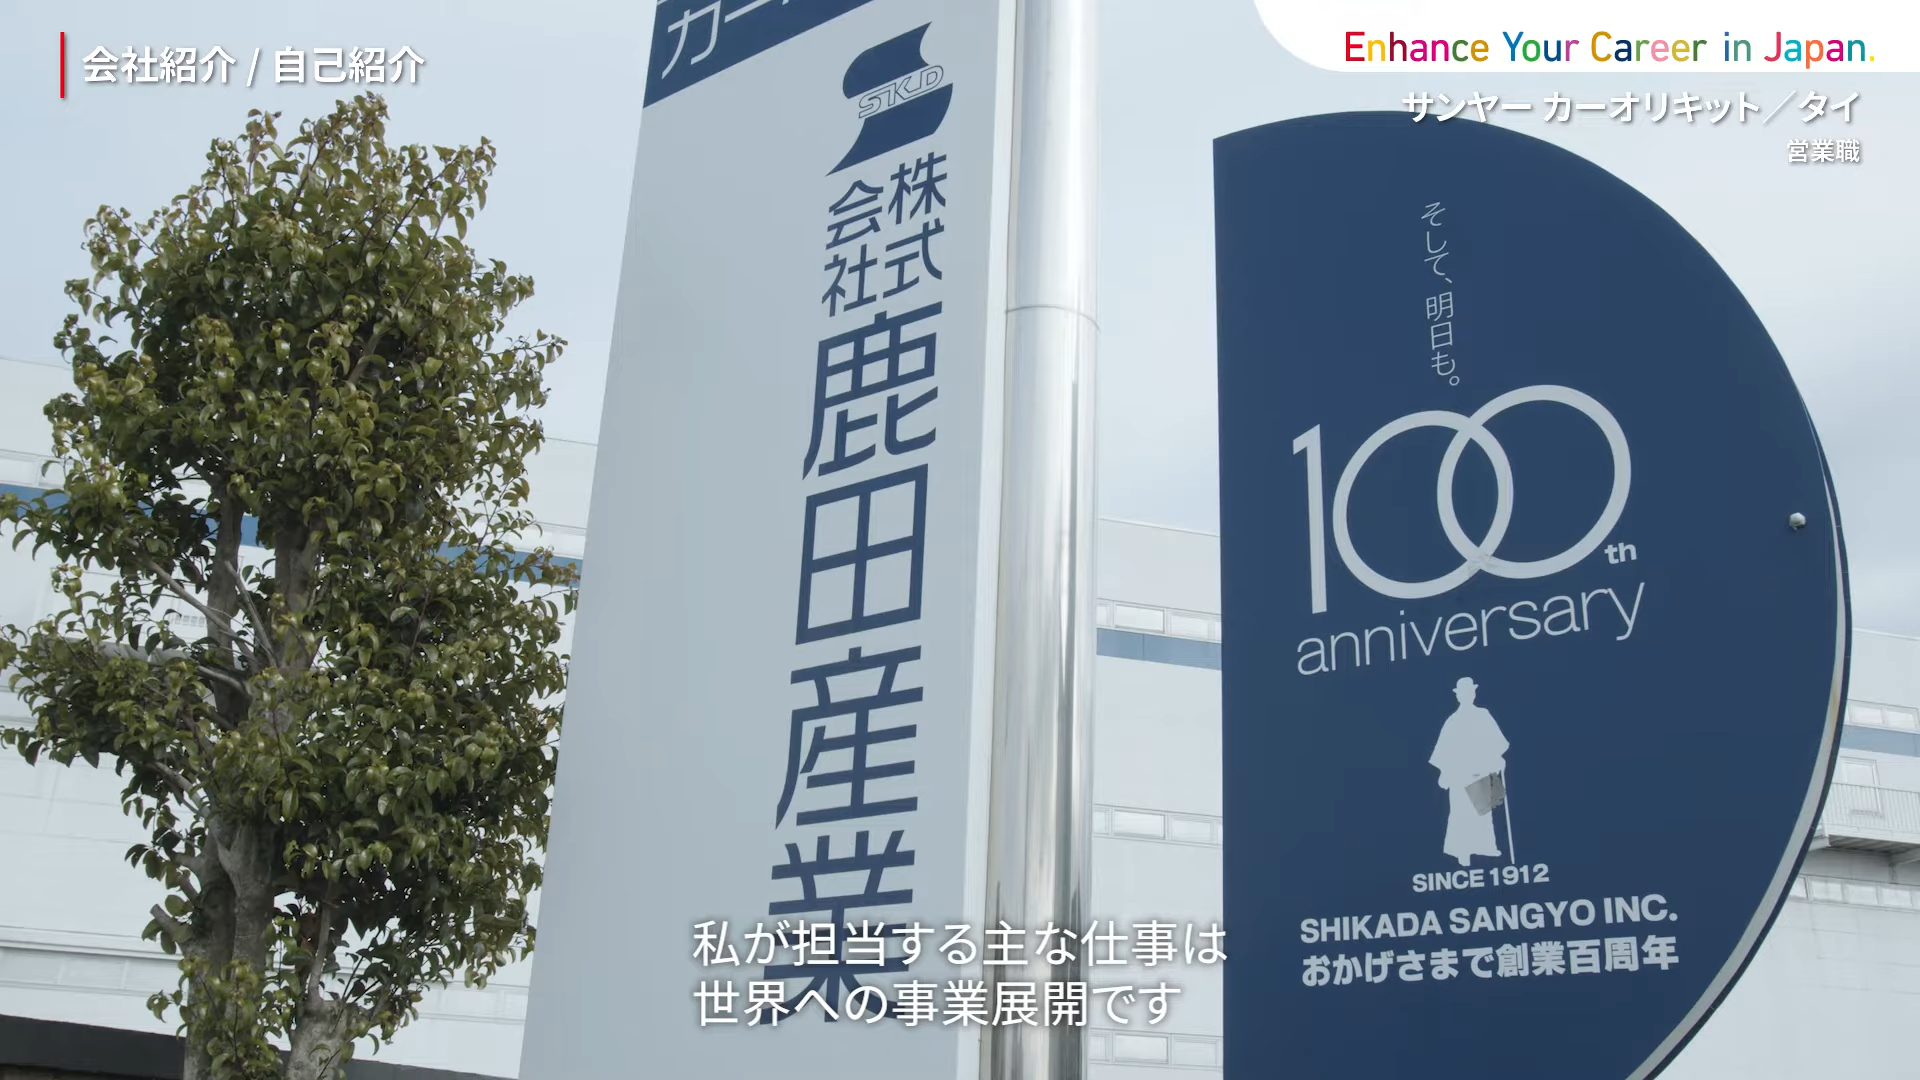 会社紹介 / 自己紹介
Enhance Your Career in Japan.
サンヤー カーオリキット／タイ
営業職
カー
SKD
株式会社
鹿田産業
そして、明日も。
100th
anniversary
SINCE 1912
SHIKADA SANGYO INC.
おかげさまで創業百周年
私が担当する主な仕事は
世界への事業展開です